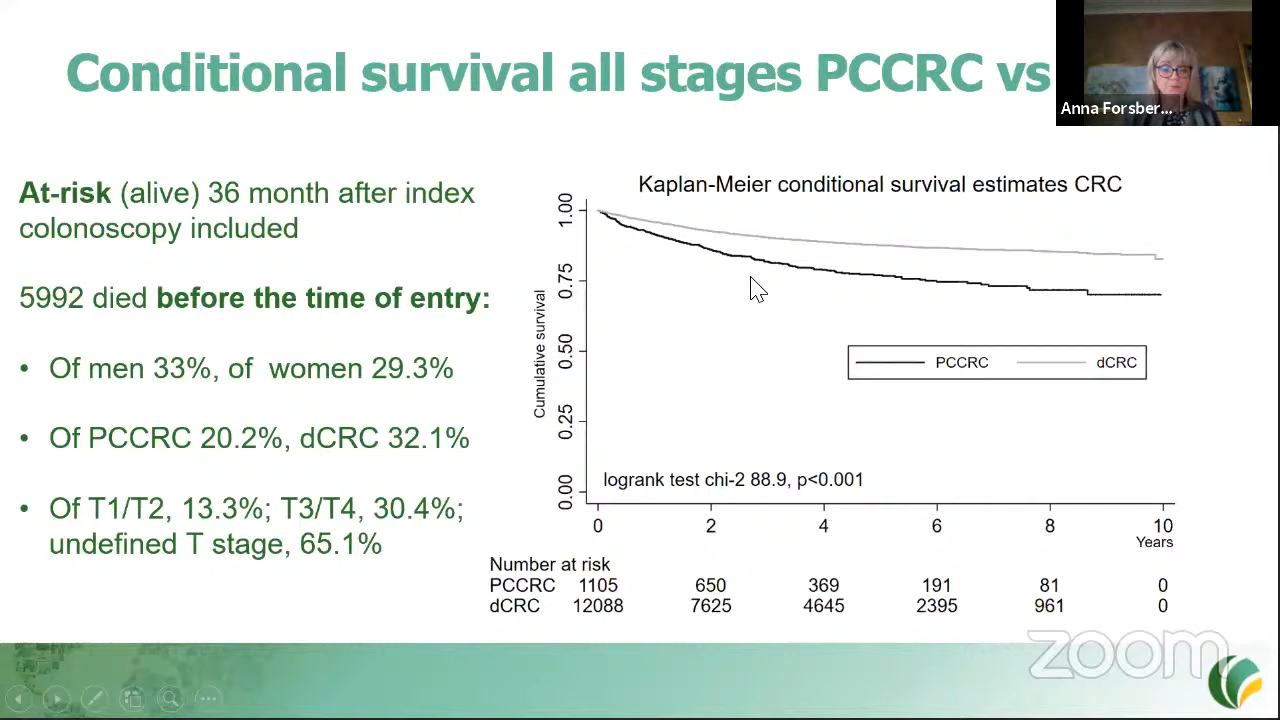 Conditional survival all stages PCCRC vs
Anna Forsber...
At-risk (alive) 36 month after index
colonoscopy included
5992 died before the time of entry:
• Of men 33%, of women 29.3%
• Of PCCRC 20.2%, dCRC 32.1%
• Of T1/T2, 13.3%; T3/T4, 30.4%;
undefined T stage, 65.1%
Kaplan-Meier conditional survival estimates CRC
Cumulative survival
1.00
0.75
0.50
0.25
0.00
PCCRC dCRC
logrank test chi-2 88.9, p<0.001
0 2 4 6 8 10
Years
Number at risk
PCCRC 1105 650 369 191 81 0
dCRC 12088 7625 4645 2395 961 0
zoom